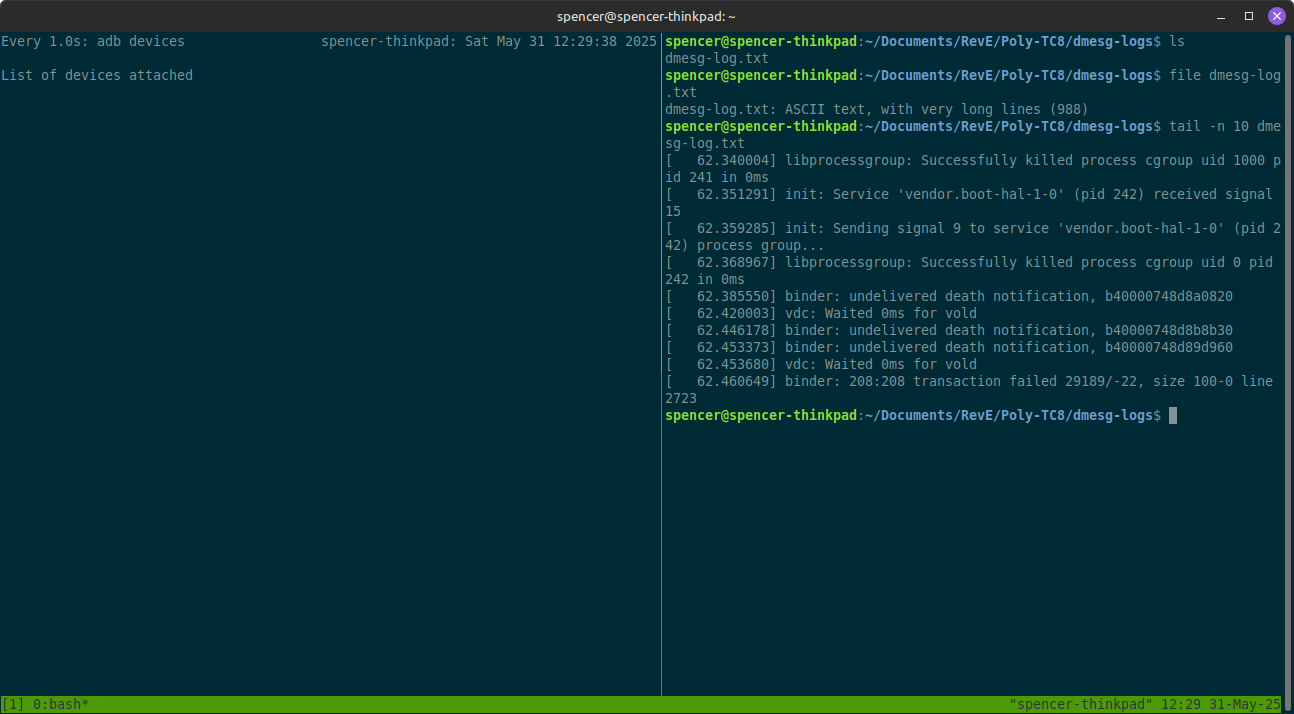 spencer@spencer-thinkpad: ~
Every 1.0s: adb devices spencer-thinkpad: Sat May 31 12:29:38 2025
List of devices attached
spencer@spencer-thinkpad:~/Documents/RevE/Poly-TC8/dmesg-logs$ ls
dmesg-log.txt
spencer@spencer-thinkpad:~/Documents/RevE/Poly-TC8/dmesg-logs$ file dmesg-log
.txt
dmesg-log.txt: ASCII text, with very long lines (988)
spencer@spencer-thinkpad:~/Documents/RevE/Poly-TC8/dmesg-logs$ tail -n 10 dme
sg-log.txt
[   62.340004] libprocessgroup: Successfully killed process cgroup uid 1000 p
id 241 in 0ms
[   62.351291] init: Service 'vendor.boot-hal-1-0' (pid 242) received signal
15
[   62.359285] init: Sending signal 9 to service 'vendor.boot-hal-1-0' (pid 2
42) process group...
[   62.368967] libprocessgroup: Successfully killed process cgroup uid 0 pid
242 in 0ms
[   62.385550] binder: undelivered death notification, b40000748d8a0820
[   62.420003] vdc: Waited 0ms for vold
[   62.446178] binder: undelivered death notification, b40000748d8b8b30
[   62.453373] binder: undelivered death notification, b40000748d89d960
[   62.453680] vdc: Waited 0ms for vold
[   62.460649] binder: 208:208 transaction failed 29189/-22, size 100-0 line
2723
spencer@spencer-thinkpad:~/Documents/RevE/Poly-TC8/dmesg-logs$
[1] 0:bash* "spencer-thinkpad" 12:29 31-May-25